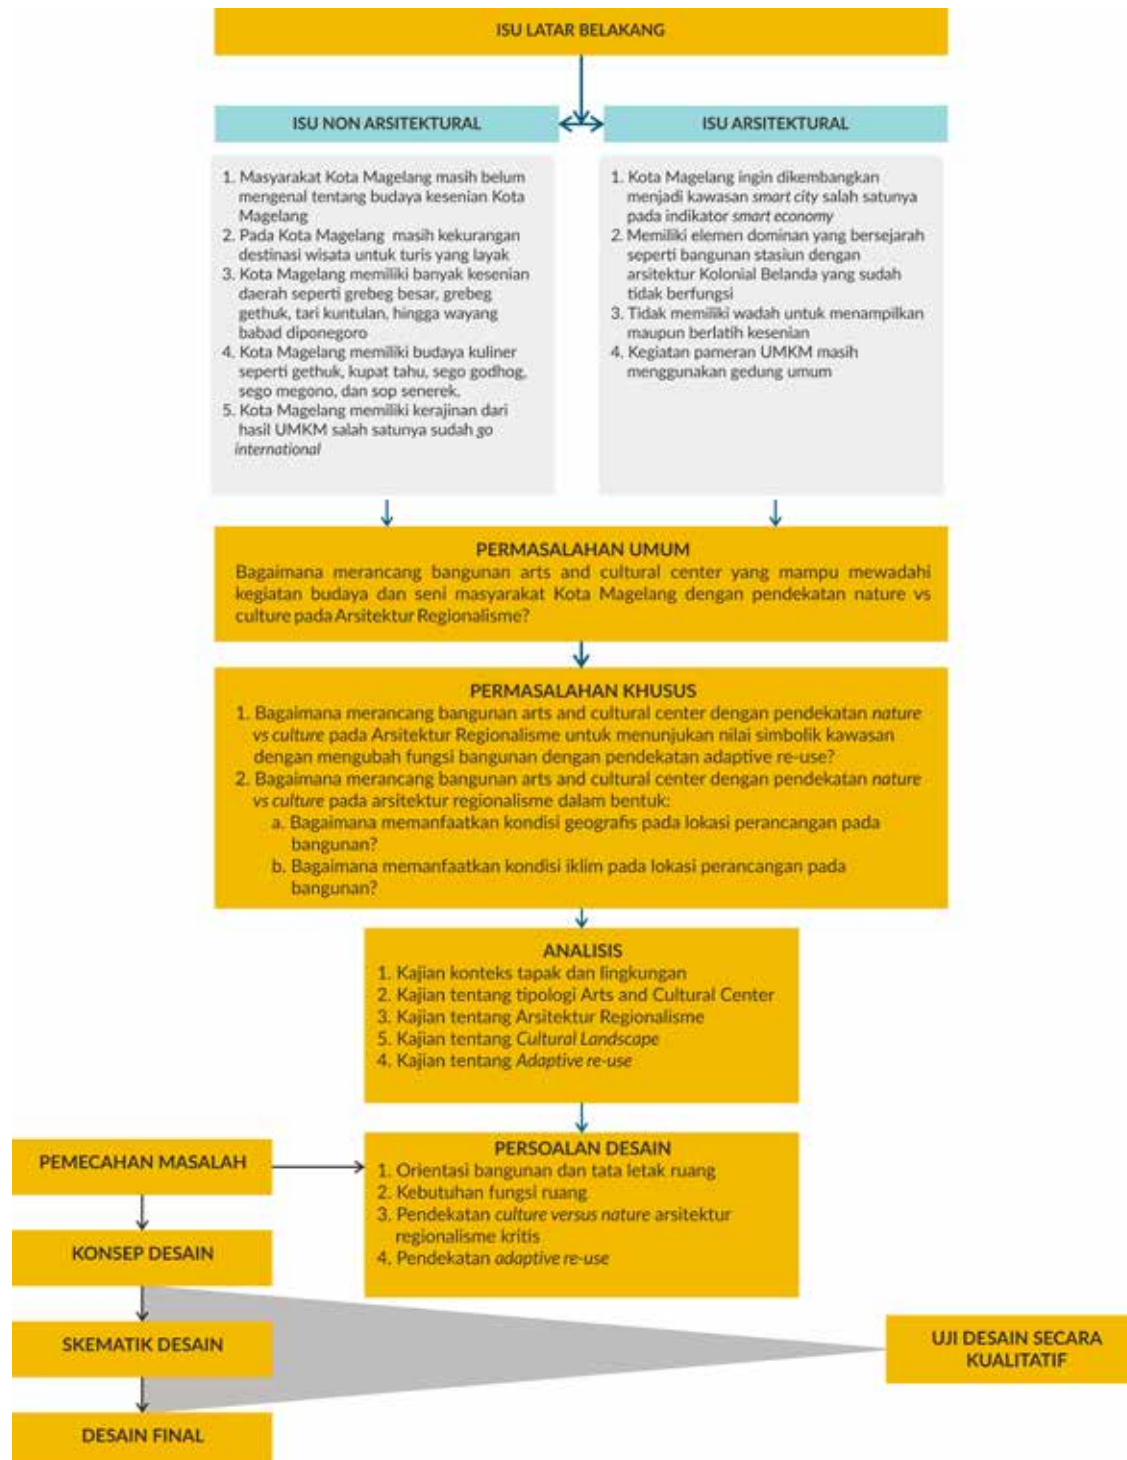 ISU LATAR BELAKANG
ISU NON ARSITEKTURAL
1. Masyarakat Kota Magelang masih belum
mengenal tentang budaya kesenian Kota
Magelang
2. Pada Kota Magelang masih kekurangan
destinasi wisata untuk turis yang layak
3. Kota Magelang memiliki banyak kesenian
daerah seperti grebeg besar, grebeg
gethuk, tari kuntulan, hingga wayang
babad diponegoro
4. Kota Magelang memiliki budaya kuliner
seperti gethuk, kupat tahu, sego godhog,
sego megono, dan sop senerek.
5. Kota Magelang memiliki kerajinan dari
hasil UMKM salah satunya sudah go
international
ISU ARSITEKTURAL
1. Kota Magelang ingin dikembangkan
menjadi kawasan smart city salah satunya
pada indikator smart economy
2. Memiliki elemen dominan yang bersejarah
seperti bangunan stasiun dengan
arsitektur Kolonial Belanda yang sudah
tidak berfungsi
3. Tidak memiliki wadah untuk menampilkan
maupun berlatih kesenian
4. Kegiatan pameran UMKM masih
menggunakan gedung umum
PERMASALAHAN UMUM
Bagaimana merancang bangunan arts and cultural center yang mampu mewadahi
kegiatan budaya dan seni masyarakat Kota Magelang dengan pendekatan nature vs
culture pada Arsitektur Regionalisme?
PERMASALAHAN KHUSUS
1. Bagaimana merancang bangunan arts and cultural center dengan pendekatan nature
vs culture pada Arsitektur Regionalisme untuk menunjukan nilai simbolik kawasan
dengan mengubah fungsi bangunan dengan pendekatan adaptive re-use?
2. Bagaimana merancang bangunan arts and cultural center dengan pendekatan nature
vs culture pada arsitektur regionalisme dalam bentuk:
a. Bagaimana memanfaatkan kondisi geografis pada lokasi perancangan pada
bangunan?
b. Bagaimana memanfaatkan kondisi iklim pada lokasi perancangan pada
bangunan?
ANALISIS
1. Kajian konteks tapak dan lingkungan
2. Kajian tentang tipologi Arts and Cultural Center
3. Kajian tentang Arsitektur Regionalisme
5. Kajian tentang Cultural Landscape
4. Kajian tentang Adaptive re-use
PERSOALAN DESAIN
1. Orientasi bangunan dan tata letak ruang
2. Kebutuhan fungsi ruang
3. Pendekatan culture versus nature arsitektur
regionalisme kritis
4. Pendekatan adaptive re-use
PEMECAHAN MASALAH
KONSEP DESAIN
SKEMATIK DESAIN
DESAIN FINAL
UJI DESAIN SECARA
KUALITATIF